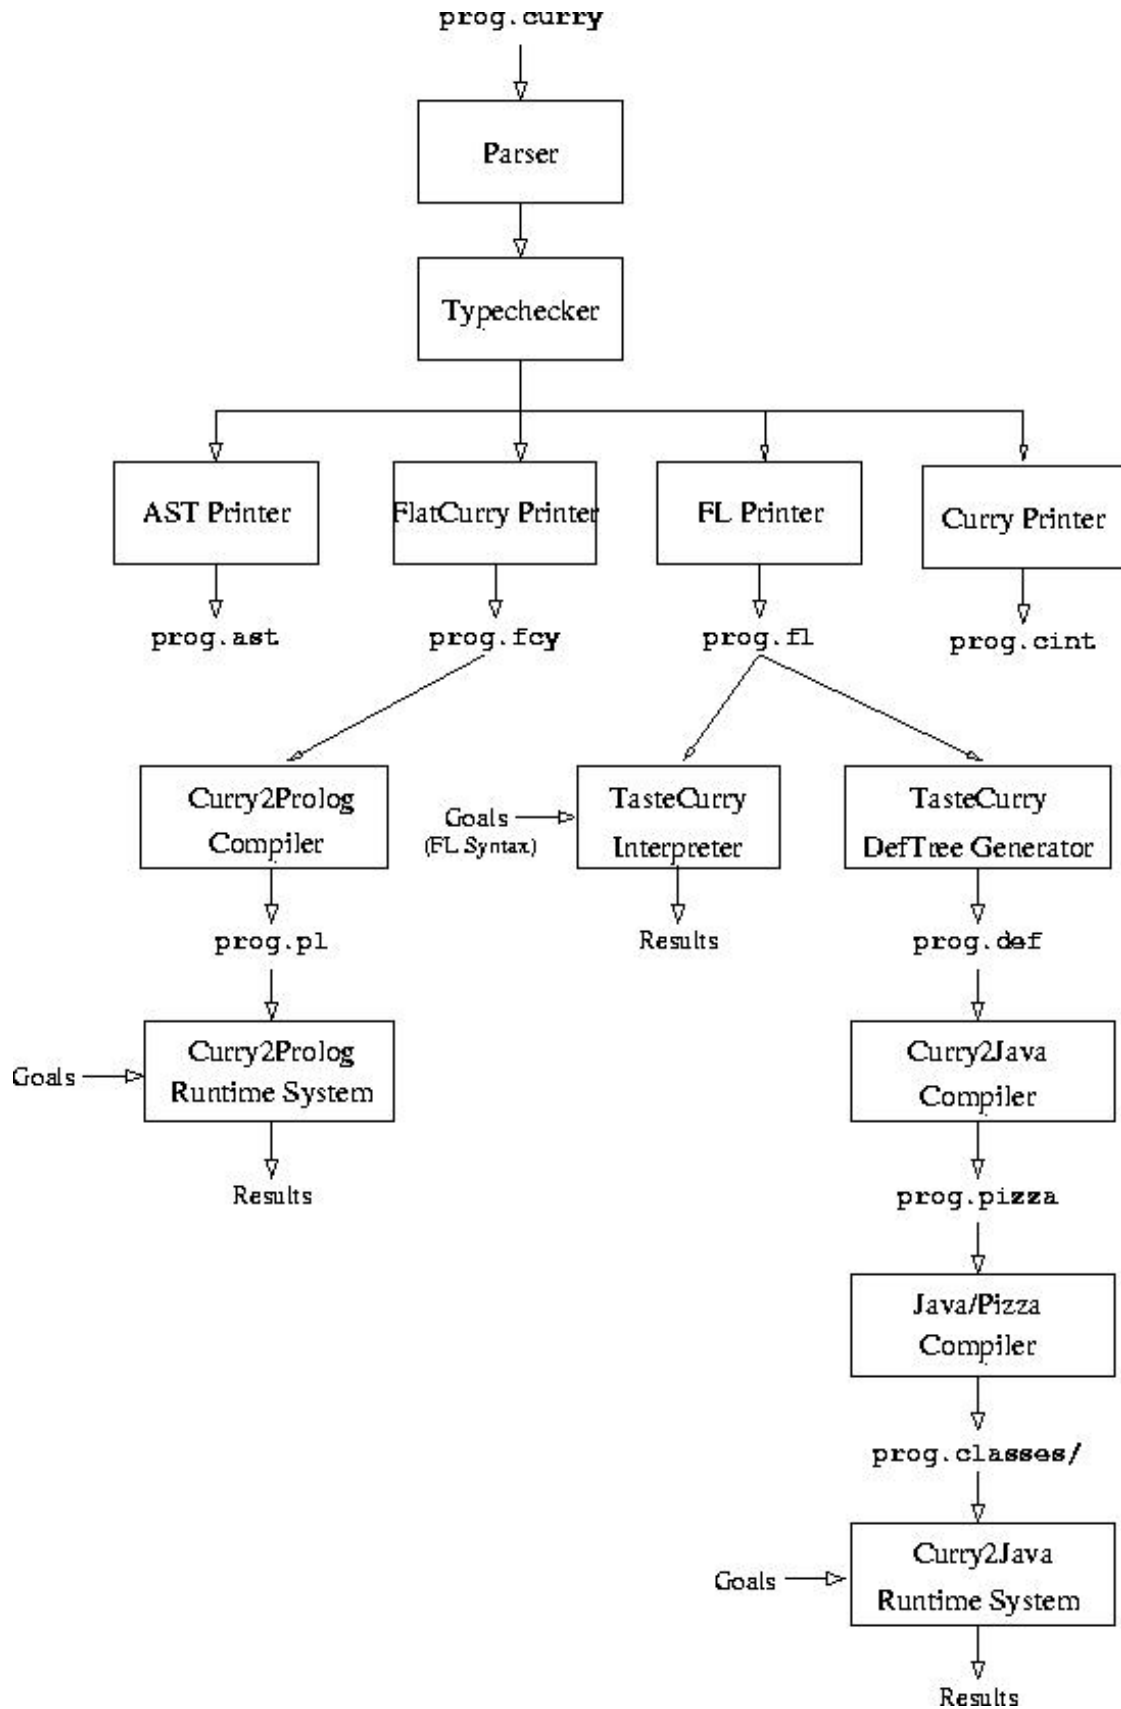 prog.curry
Parser
Typechecker
AST Printer
FlatCurry Printer
FL Printer
Curry Printer
prog.ast
prog.fcy
prog.fl
prog.cint
Curry2Prolog
Compiler
Goals
(FL Syntax)
TasteCurry
Interpreter
TasteCurry
DefTree Generator
prog.pl
Results
prog.def
Goals
Curry2Prolog
Runtime System
Curry2Java
Compiler
Results
prog.pizza
Java/Pizza
Compiler
prog.classes/
Goals
Curry2Java
Runtime System
Results